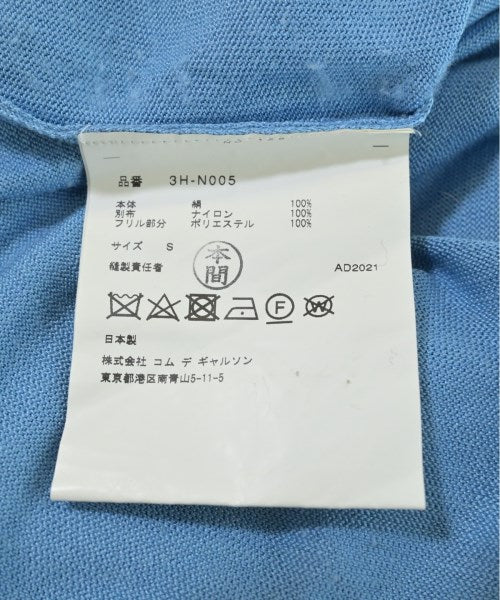 品番 3H-N005
本体 絹 100%
別布 ナイロン 100%
フリル部分 ポリエステル 100%
サイズ S
縫製責任者 本間 AD2021
F W
日本製
株式会社 コム デ ギャルソン
東京都港区南青山5-11-5